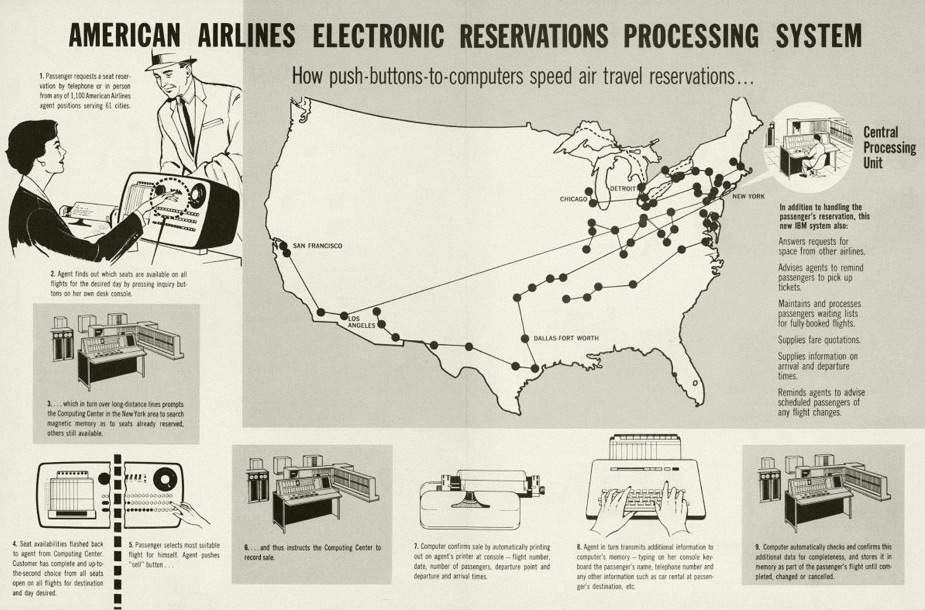 AMERICAN AIRLINES ELECTRONIC RESERVATIONS PROCESSING SYSTEM
How push-buttons-to-computers speed air travel reservations...
1. Passenger requests a seat reser-
vation by telephone or in person
from any of 1,100 American Airlines
agent positions serving 61 cities.
2. Agent finds out which seats are available on all
flights for the desired day by pressing inquiry but-
tons on her own desk console.
3. . . . which in turn over long-distance lines prompts
the Computing Center in the New York area to search
magnetic memory as to seats already reserved,
others still available.
4. Seat availabilities flashed back
to agent from Computing Center.
Customer has complete and up-to-
the-second choice from all seats
open on all flights for destination
and day desired.
5. Passenger selects most suitable
flight for himself. Agent pushes
"sell" button . . .
6. . . . and thus instructs the Computing Center to
record sale.
7. Computer confirms sale by automatically printing
out on agent's printer at console — flight number,
date, number of passengers, departure point and
departure and arrival times.
8. Agent in turn transmits additional information to
computer's memory — typing on her console key-
board the passenger's name, telephone number and
any other information such as car rental at passen-
ger's destination, etc.
9. Computer automatically checks and confirms this
additional data for completeness, and stores it in
memory as part of the passenger's flight until com-
pleted, changed or cancelled.
SAN FRANCISCO
LOS
ANGELES
DALLAS-FORT WORTH
CHICAGO
DETROIT
NEW YORK
Central
Processing
Unit
In addition to handling the
passenger's reservation, this
new IBM system also:
Answers requests for
space from other airlines.
Advises agents to remind
passengers to pick up
tickets.
Maintains and processes
passengers waiting lists
for fully-booked flights.
Supplies fare quotations.
Supplies information on
arrival and departure
times.
Reminds agents to advise
scheduled passengers of
any flight changes.